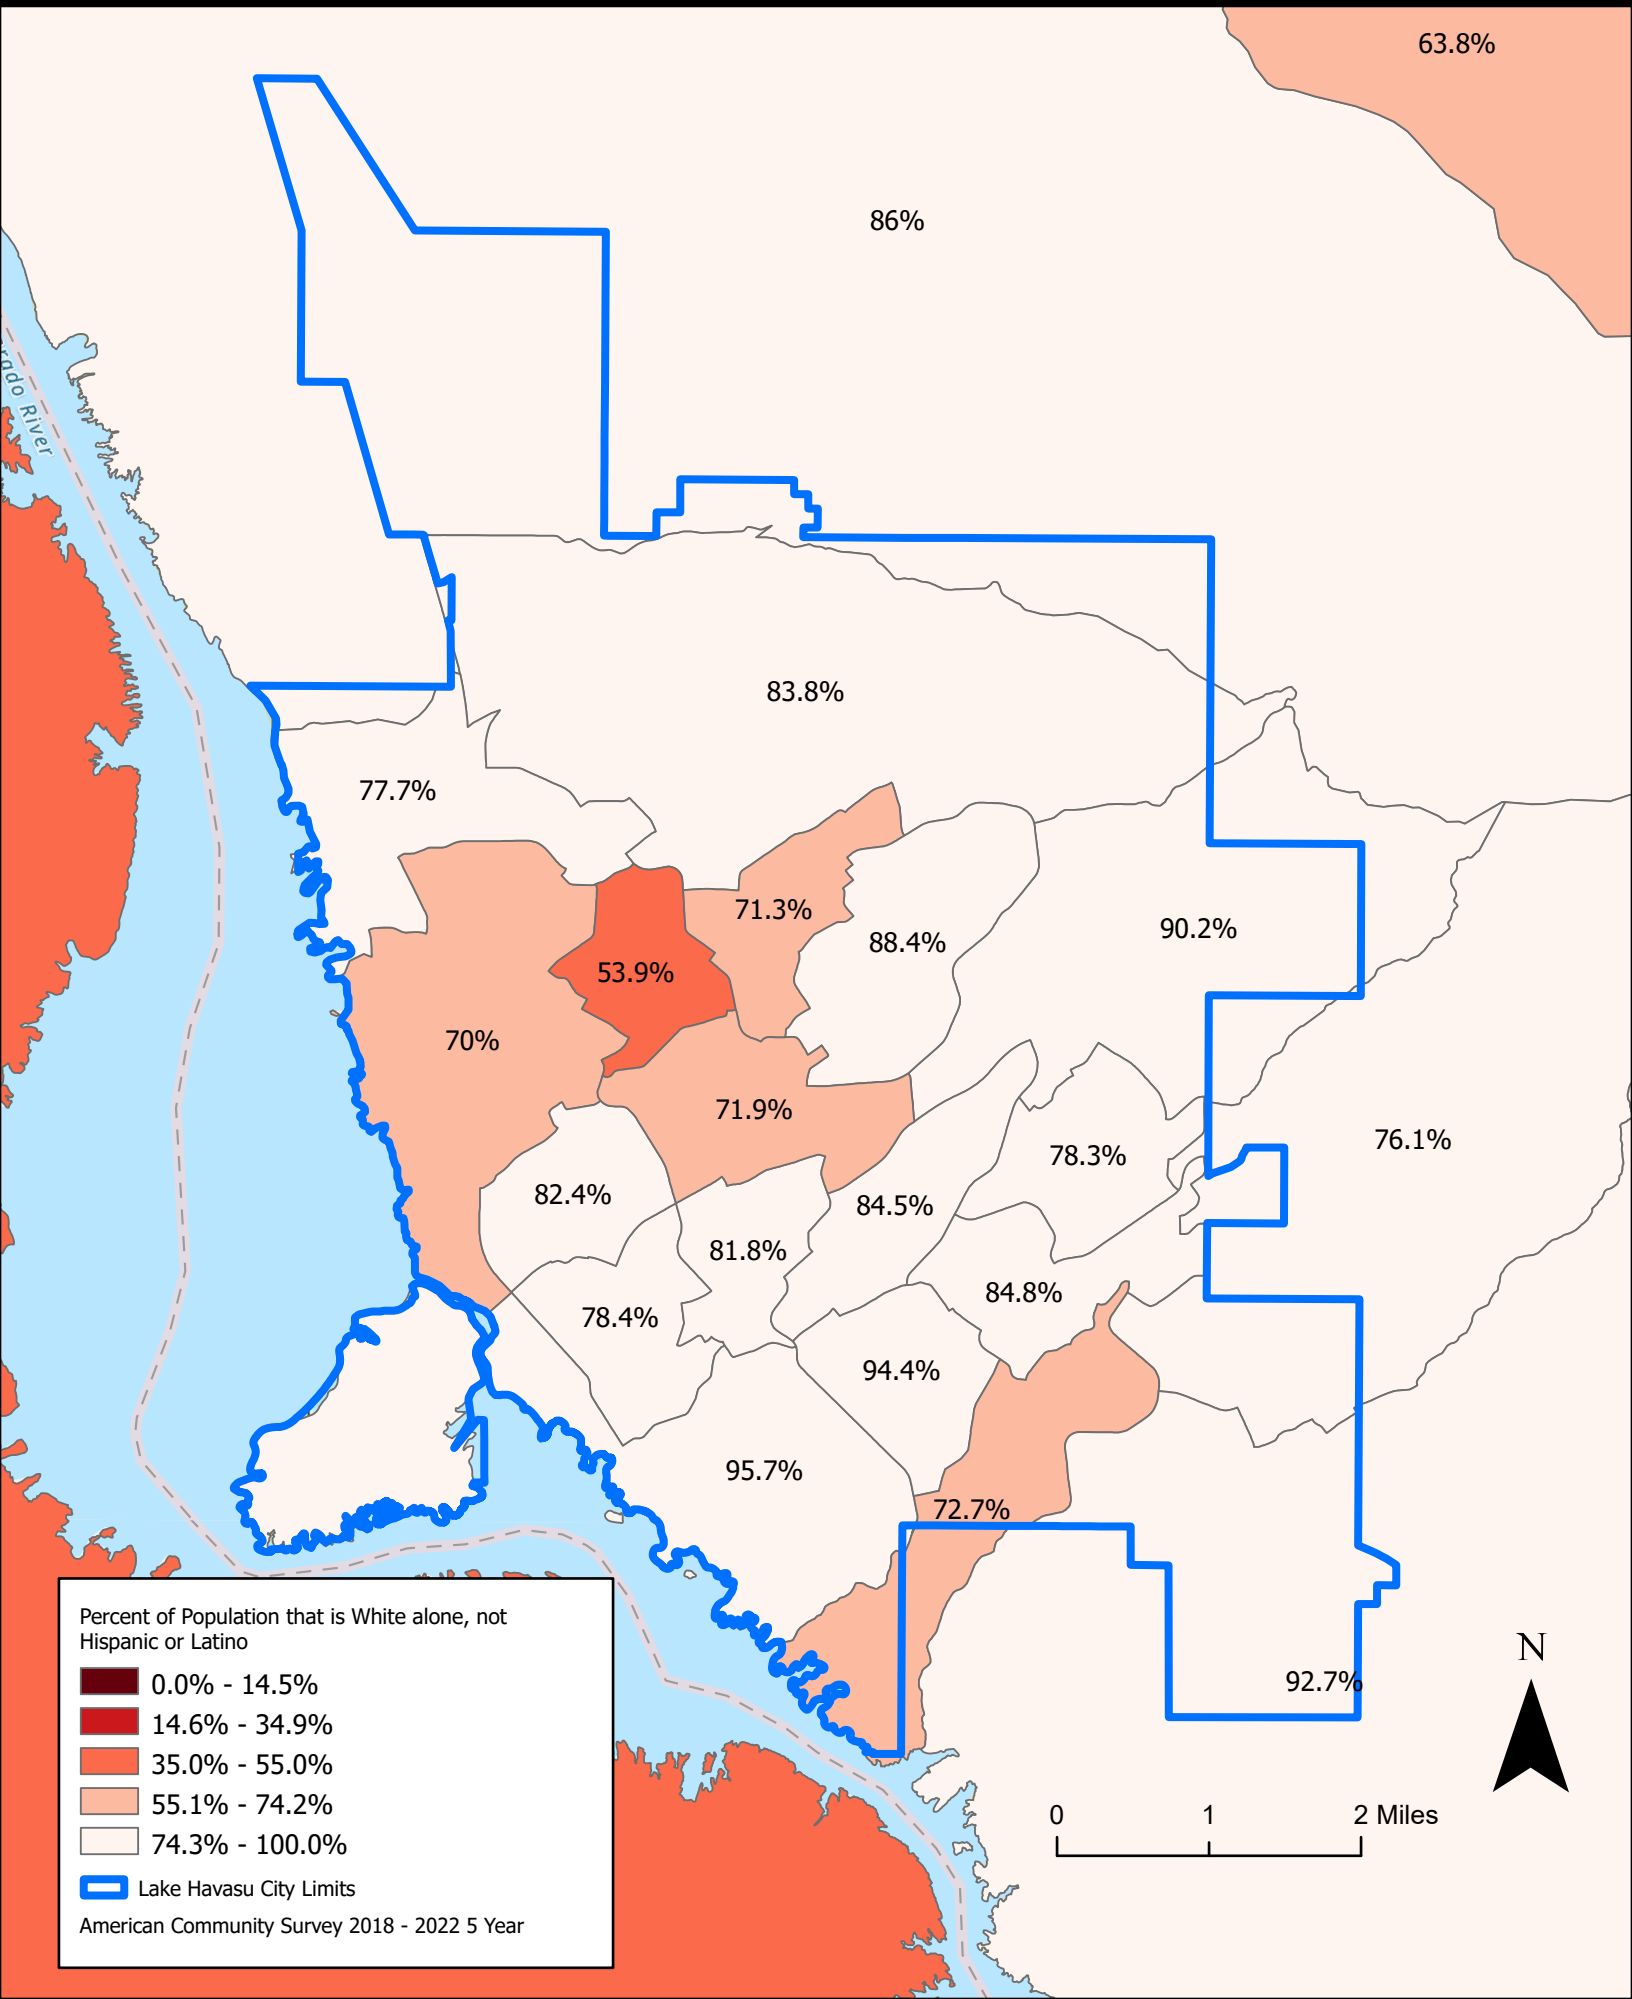 63.8%
86%
rado River
83.8%
77.7%
71.3%
88.4%
90.2%
53.9%
70%
71.9%
76.1%
78.3%
82.4%
84.5%
81.8%
84.8%
78.4%
94.4%
95.7%
72.7%
92.7%
Percent of Population that is White alone, not
Hispanic or Latino
0.0% - 14.5%
14.6% - 34.9%
35.0% - 55.0%
55.1% - 74.2%
74.3% - 100.0%
Lake Havasu City Limits
American Community Survey 2018 - 2022 5 Year
N
0 1 2 Miles